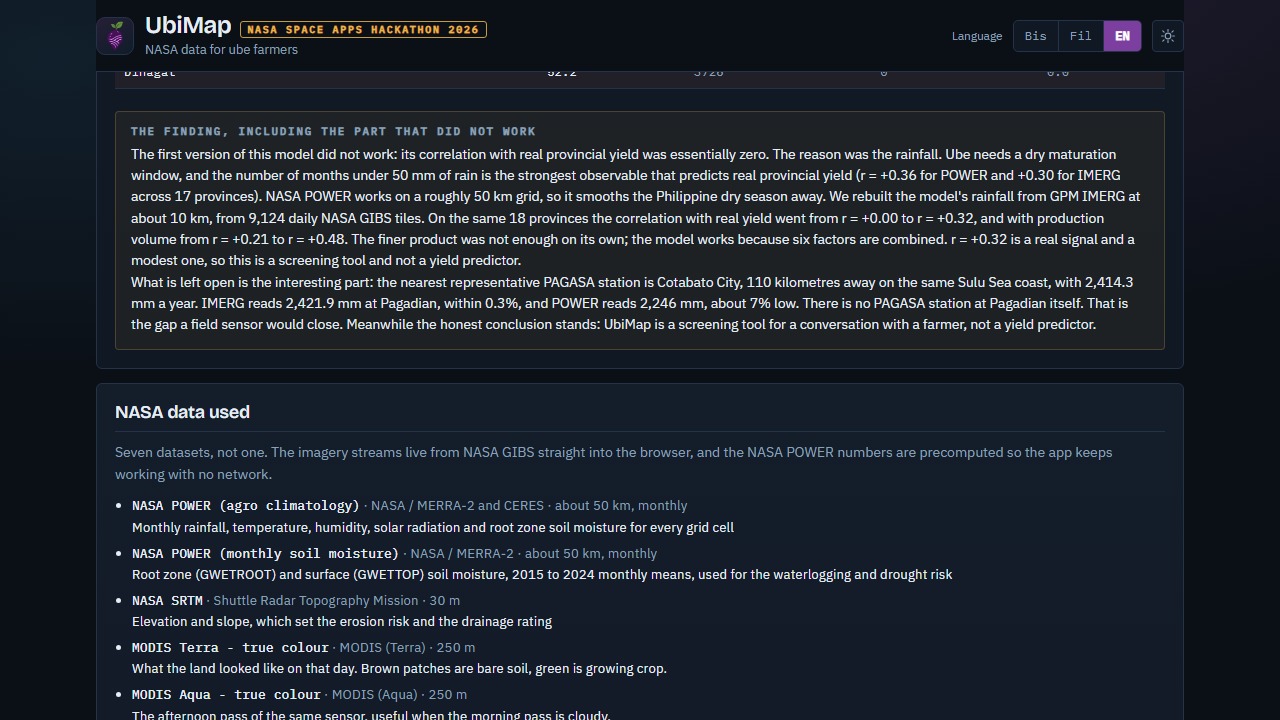 UbiMap NASA SPACE APPS HACKATHON 2026
NASA data for ube farmers
Language Bis Fil EN
Dinagat 52.2 3726 0 0.0
THE FINDING, INCLUDING THE PART THAT DID NOT WORK
The first version of this model did not work: its correlation with real provincial yield was essentially zero. The reason was the rainfall. Ube needs a dry maturation
window, and the number of months under 50 mm of rain is the strongest observable that predicts real provincial yield (r = +0.36 for POWER and +0.30 for IMERG
across 17 provinces). NASA POWER works on a roughly 50 km grid, so it smooths the Philippine dry season away. We rebuilt the model's rainfall from GPM IMERG at
about 10 km, from 9,124 daily NASA GIBS tiles. On the same 18 provinces the correlation with real yield went from r = +0.00 to r = +0.32, and with production
volume from r = +0.21 to r = +0.48. The finer product was not enough on its own; the model works because six factors are combined. r = +0.32 is a real signal and a
modest one, so this is a screening tool and not a yield predictor.
What is left open is the interesting part: the nearest representative PAGASA station is Cotabato City, 110 kilometres away on the same Sulu Sea coast, with 2,414.3
mm a year. IMERG reads 2,421.9 mm at Pagadian, within 0.3%, and POWER reads 2,246 mm, about 7% low. There is no PAGASA station at Pagadian itself. That is
the gap a field sensor would close. Meanwhile the honest conclusion stands: UbiMap is a screening tool for a conversation with a farmer, not a yield predictor.
NASA data used
Seven datasets, not one. The imagery streams live from NASA GIBS straight into the browser, and the NASA POWER numbers are precomputed so the app keeps
working with no network.
• NASA POWER (agro climatology) · NASA / MERRA-2 and CERES · about 50 km, monthly
Monthly rainfall, temperature, humidity, solar radiation and root zone soil moisture for every grid cell
• NASA POWER (monthly soil moisture) · NASA / MERRA-2 · about 50 km, monthly
Root zone (GWETROOT) and surface (GWETTOP) soil moisture, 2015 to 2024 monthly means, used for the waterlogging and drought risk
• NASA SRTM · Shuttle Radar Topography Mission · 30 m
Elevation and slope, which set the erosion risk and the drainage rating
• MODIS Terra - true colour · MODIS (Terra) · 250 m
What the land looked like on that day. Brown patches are bare soil, green is growing crop.
• MODIS Aqua - true colour · MODIS (Aqua) · 250 m
The afternoon pass of the same sensor, useful when the morning pass is cloudy.